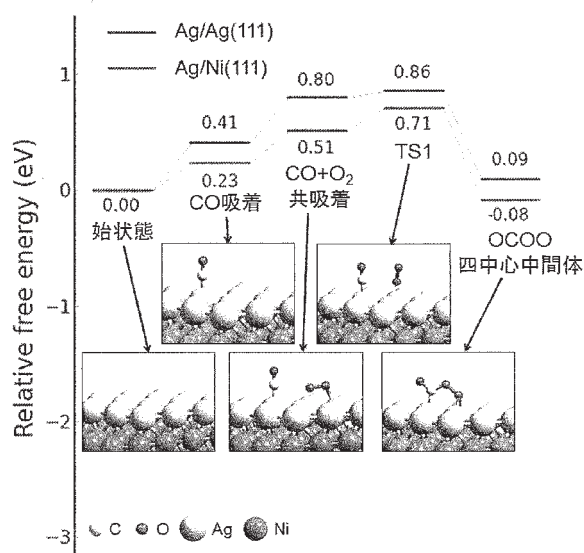 Ag/Ag(111)
Ag/Ni(111)
Relative free energy (eV)
1
0
−1
−2
−3
0.00
始状態
0.41
0.23
CO吸着
0.80
0.51
CO+O₂
共吸着
0.86
0.71
TS1
0.09
-0.08
OCOO
四中心中間体
C O Ag Ni